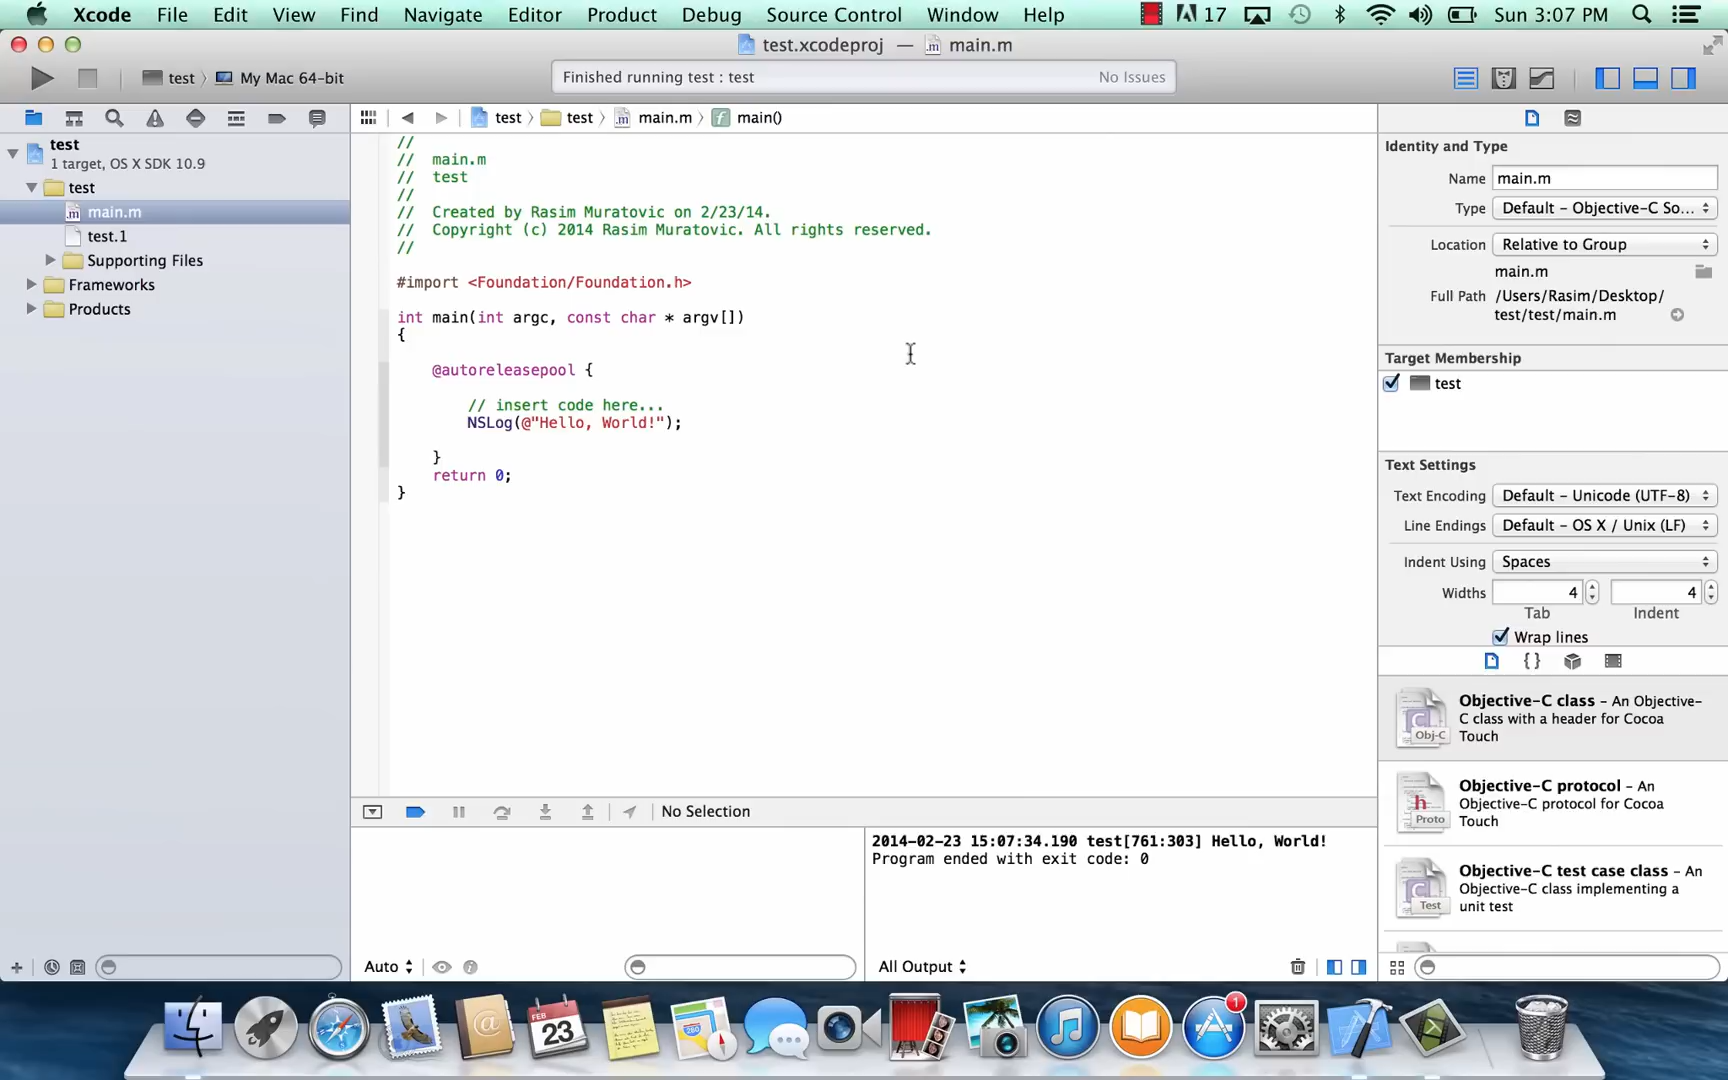 Xcode File Edit View Find Navigate Editor Product Debug Source Control Window Help 17 Sun 3:07 PM
test.xcodeproj — main.m
test My Mac 64-bit
Finished running test : test No Issues
test test main.m main()
test
1 target, OS X SDK 10.9
test
main.m
test.1
Supporting Files
Frameworks
Products
//
// main.m
// test
//
// Created by Rasim Muratovic on 2/23/14.
// Copyright (c) 2014 Rasim Muratovic. All rights reserved.
//
#import <Foundation/Foundation.h>
int main(int argc, const char * argv[])
{
@autoreleasepool {
// insert code here...
NSLog(@"Hello, World!");
}
return 0;
}
No Selection
2014-02-23 15:07:34.190 test[761:303] Hello, World!
Program ended with exit code: 0
Auto
All Output
Identity and Type
Name main.m
Type Default - Objective-C So...
Location Relative to Group
main.m
Full Path /Users/Rasim/Desktop/
test/test/main.m
Target Membership
test
Text Settings
Text Encoding Default - Unicode (UTF-8)
Line Endings Default - OS X / Unix (LF)
Indent Using Spaces
Widths 4 4
Tab Indent
Wrap lines
Obj-C
Objective-C class - An Objective-
C class with a header for Cocoa
Touch
h
Proto
Objective-C protocol - An
Objective-C protocol for Cocoa
Touch
Test
Objective-C test case class - An
Objective-C class implementing a
unit test
FEB
23
280
1